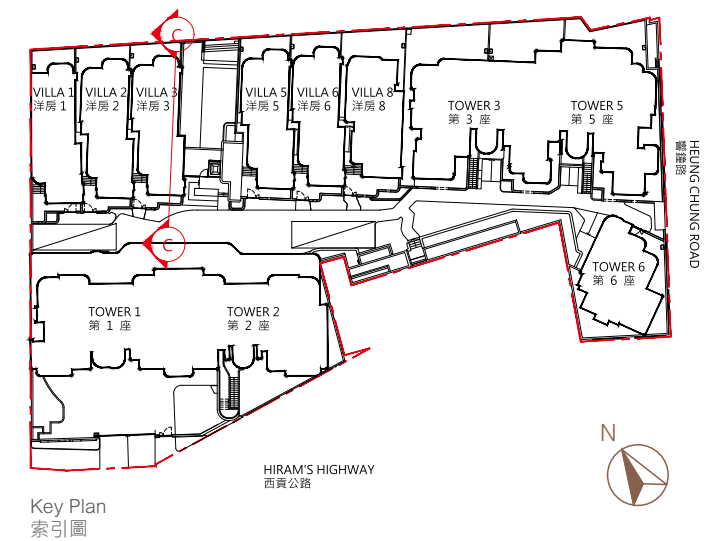 C
VILLA 1
洋房 1
VILLA 2
洋房 2
VILLA 3
洋房 3
VILLA 5
洋房 5
VILLA 6
洋房 6
VILLA 8
洋房 8
TOWER 3
第 3 座
TOWER 5
第 5 座
HEUNG CHUNG ROAD
響鐘路
C
TOWER 6
第 6 座
TOWER 1
第 1 座
TOWER 2
第 2 座
HIRAM'S HIGHWAY
西貢公路
N
Key Plan
索引圖